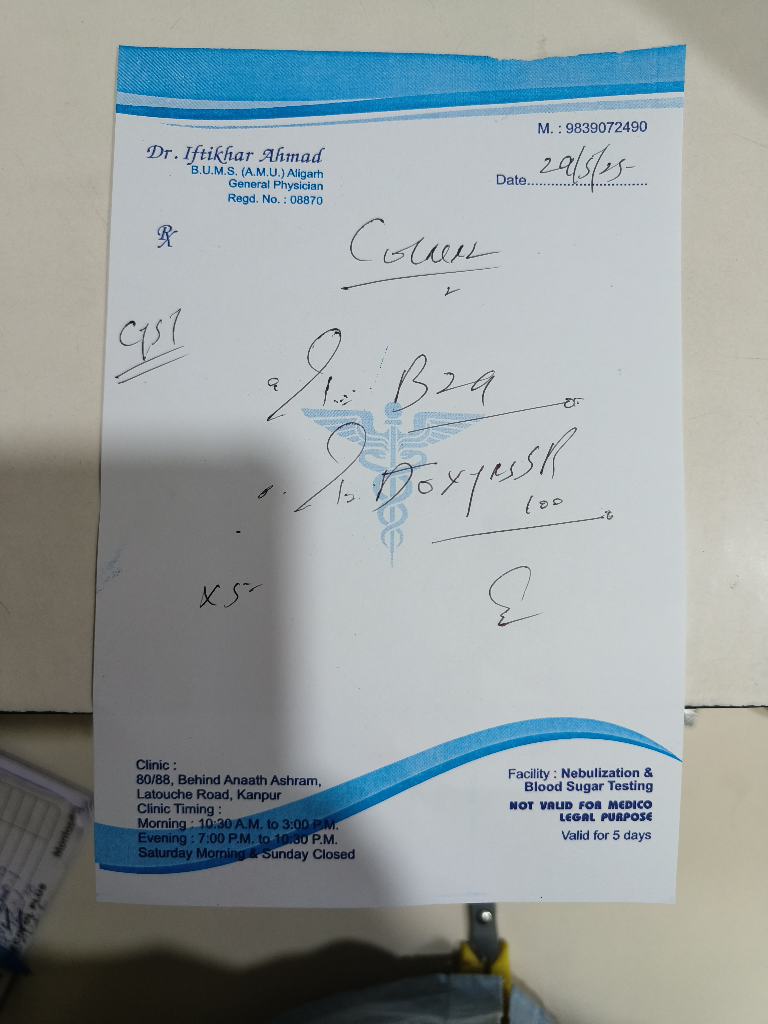 M. : 9839072490
Dr. Iftikhar Ahmad
B.U.M.S. (A.M.U.) Aligarh
General Physician
Regd. No. : 08870
Date 29/5/25
Rx
B29
100
x 5
Clinic :
80/88, Behind Anaath Ashram,
Latouche Road, Kanpur
Clinic Timing :
Morning : 10:30 A.M. to 3:00 P.M.
Evening : 7:00 P.M. to 10:30 P.M.
Saturday Morning & Sunday Closed
Facility : Nebulization &
Blood Sugar Testing
NOT VALID FOR MEDICO
LEGAL PURPOSE
Valid for 5 days